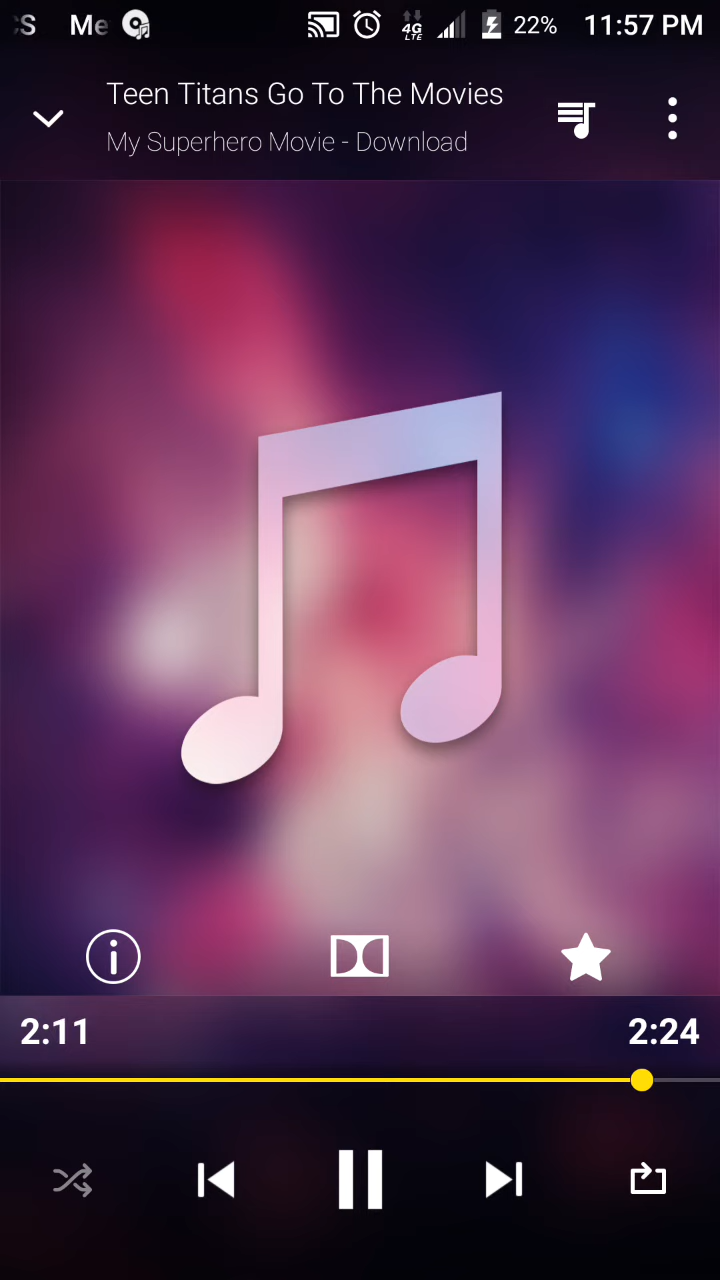 4G
LTE
22%
11:57 PM
Teen Titans Go To The Movies
My Superhero Movie - Download
2:11
2:24